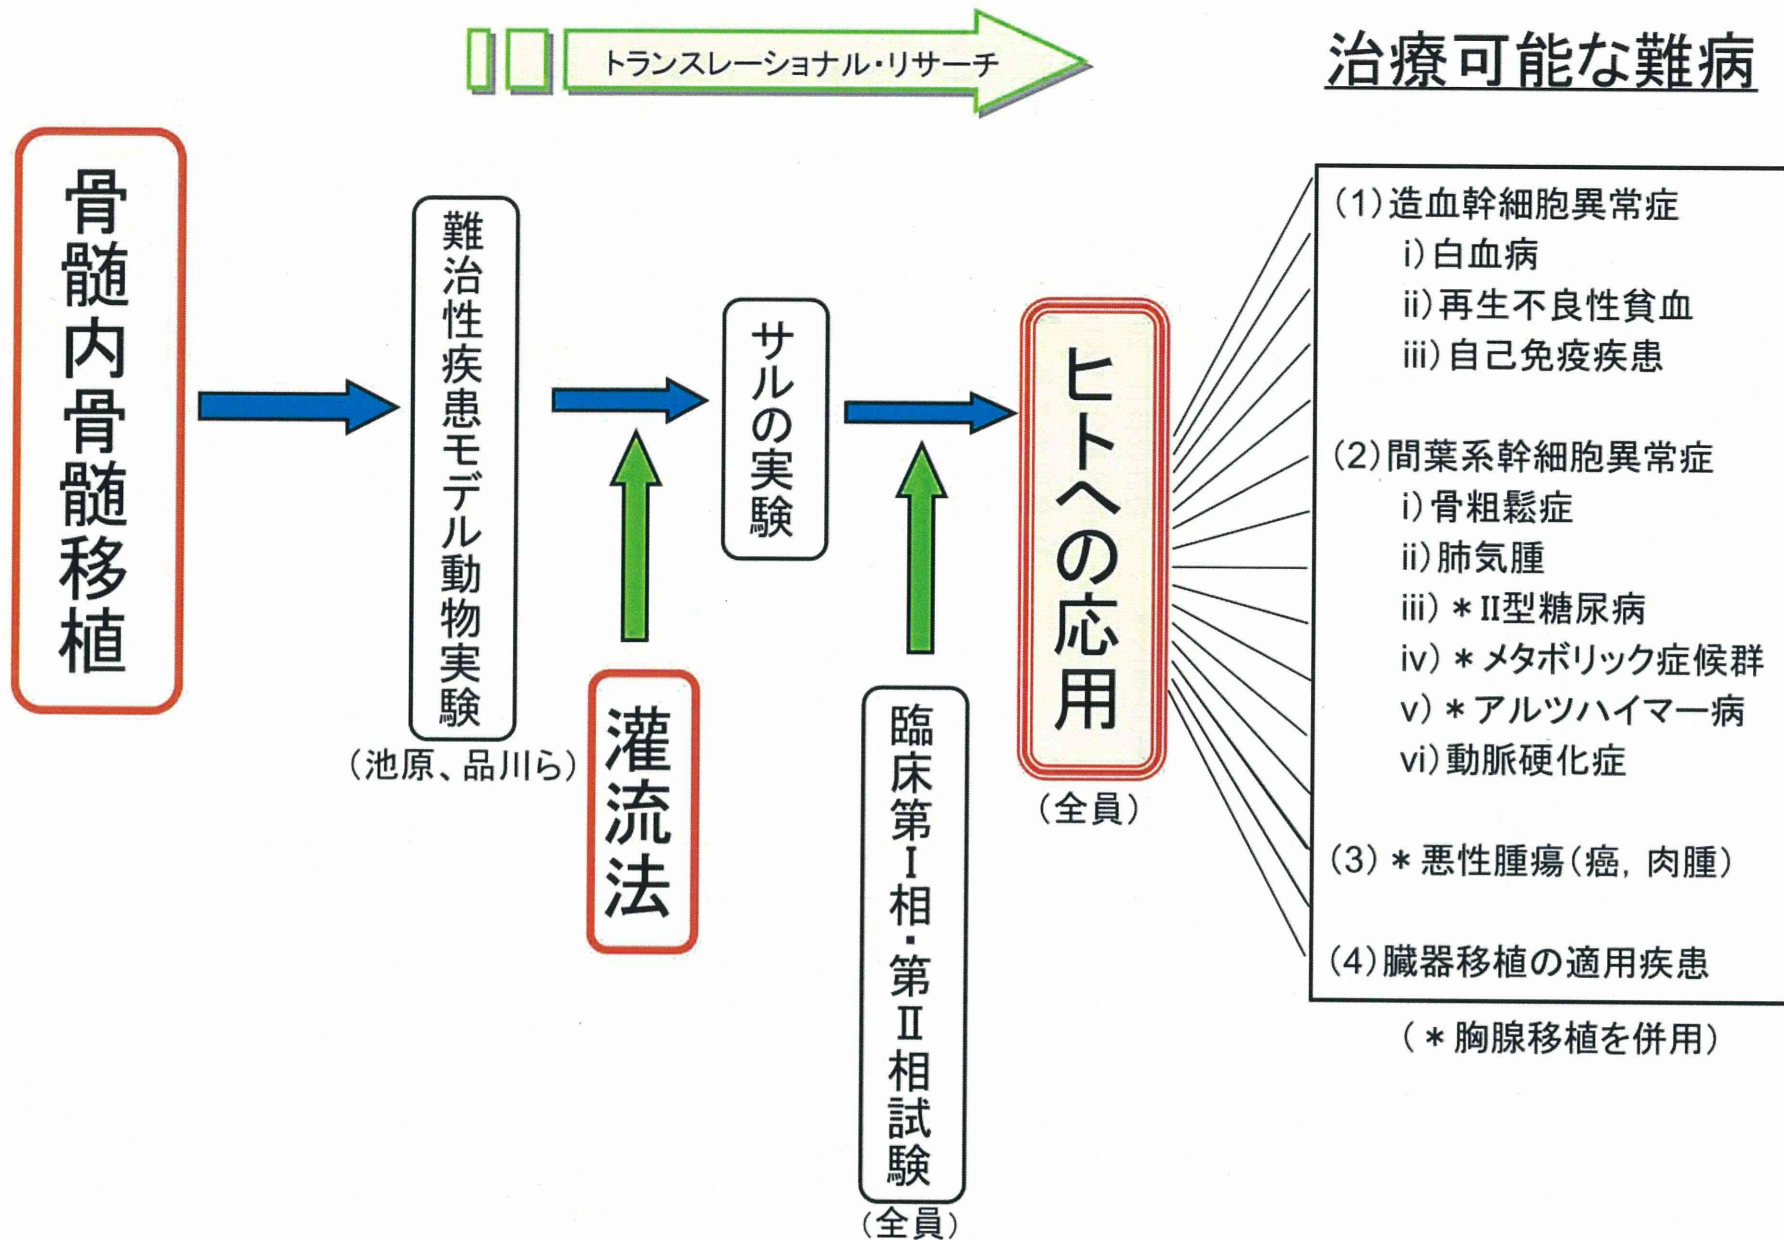 トランスレーショナル・リサーチ
治療可能な難病
骨髄内骨髄移植
難治性疾患モデル動物実験
(池原、品川ら)
灌流法
サルの実験
臨床第Ⅰ相・第Ⅱ相試験
(全員)
ヒトへの応用
(全員)
(1)造血幹細胞異常症
i)白血病
ii)再生不良性貧血
iii)自己免疫疾患
(2)間葉系幹細胞異常症
i)骨粗鬆症
ii)肺気腫
iii)*II型糖尿病
iv)*メタボリック症候群
v)*アルツハイマー病
vi)動脈硬化症
(3)*悪性腫瘍(癌, 肉腫)
(4)臓器移植の適用疾患
(*胸腺移植を併用)